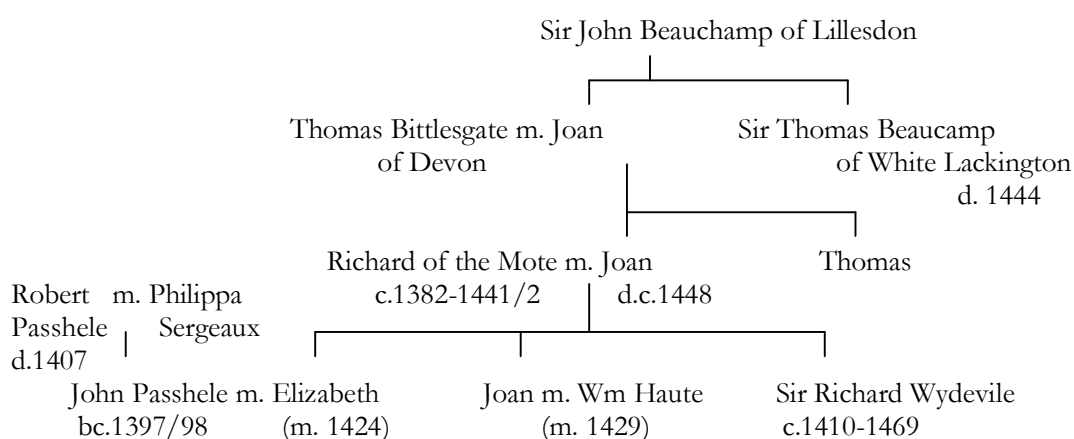 Sir John Beauchamp of Lillesdon
Thomas Bittlesgate m. Joan Sir Thomas Beaucamp
of Devon of White Lackington
d. 1444
Richard of the Mote m. Joan Thomas
c.1382-1441/2 d.c.1448
Robert m. Philippa
Passhele Sergeaux
d.1407
John Passhele m. Elizabeth Joan m. Wm Haute Sir Richard Wydevile
bc.1397/98 (m. 1424) (m. 1429) c.1410-1469